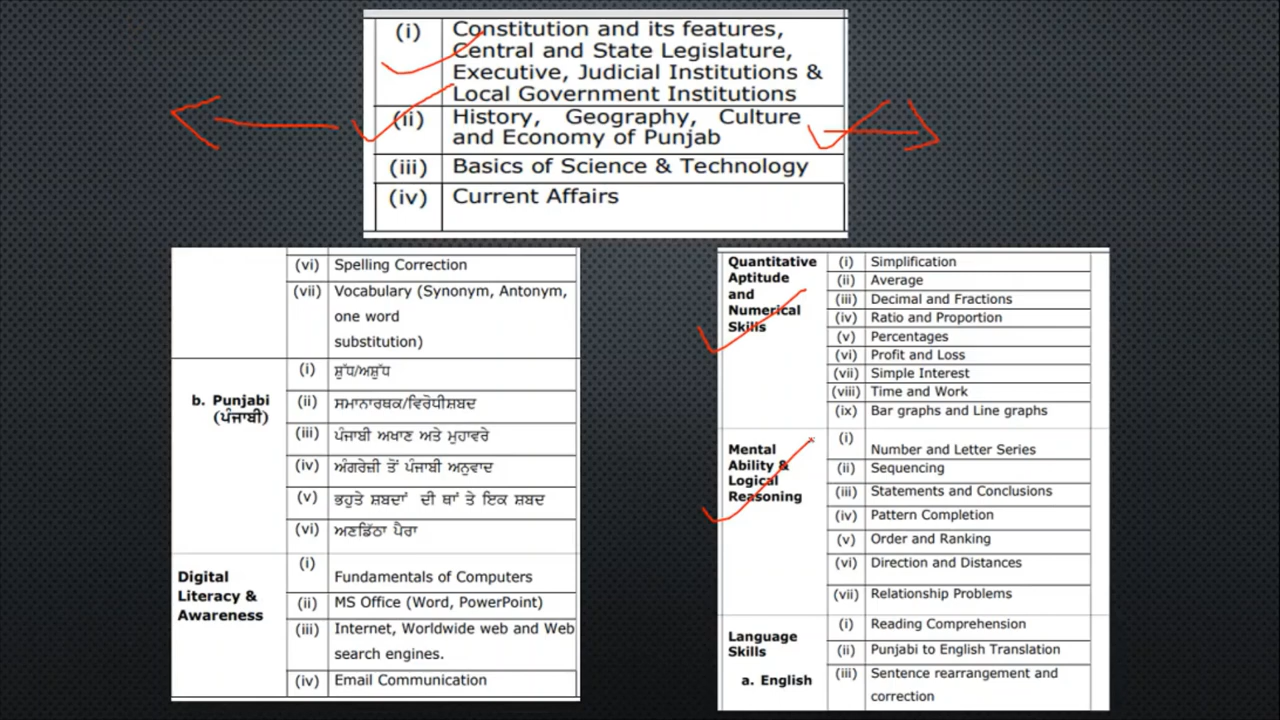 (i) Constitution and its features,
Central and State Legislature,
Executive, Judicial Institutions &
Local Government Institutions
(ii) History, Geography, Culture
and Economy of Punjab
(iii) Basics of Science & Technology
(iv) Current Affairs
(vi) Spelling Correction
(vii) Vocabulary (Synonym, Antonym,
one word
substitution)
b. Punjabi
(ਪੰਜਾਬੀ)
(i) ਸ਼ੁੱਧ/ਅਸ਼ੁੱਧ
(ii) ਸਮਾਨਾਰਥਕ/ਵਿਰੋਧੀਸ਼ਬਦ
(iii) ਪੰਜਾਬੀ ਅਖਾਣ ਅਤੇ ਮੁਹਾਵਰੇ
(iv) ਅੰਗਰੇਜ਼ੀ ਤੋਂ ਪੰਜਾਬੀ ਅਨੁਵਾਦ
(v) ਭਹੁਤੇ ਸ਼ਬਦਾਂ ਦੀ ਥਾਂ ਤੇ ਇਕ ਸ਼ਬਦ
(vi) ਅਣਡਿੱਠਾ ਪੈਰਾ
Digital
Literacy &
Awareness
(i) Fundamentals of Computers
(ii) MS Office (Word, PowerPoint)
(iii) Internet, Worldwide web and Web
search engines.
(iv) Email Communication
Quantitative
Aptitude
and
Numerical
Skills
(i) Simplification
(ii) Average
(iii) Decimal and Fractions
(iv) Ratio and Proportion
(v) Percentages
(vi) Profit and Loss
(vii) Simple Interest
(viii) Time and Work
(ix) Bar graphs and Line graphs
Mental
Ability &
Logical
Reasoning
(i) Number and Letter Series
(ii) Sequencing
(iii) Statements and Conclusions
(iv) Pattern Completion
(v) Order and Ranking
(vi) Direction and Distances
(vii) Relationship Problems
Language
Skills
a. English
(i) Reading Comprehension
(ii) Punjabi to English Translation
(iii) Sentence rearrangement and
correction